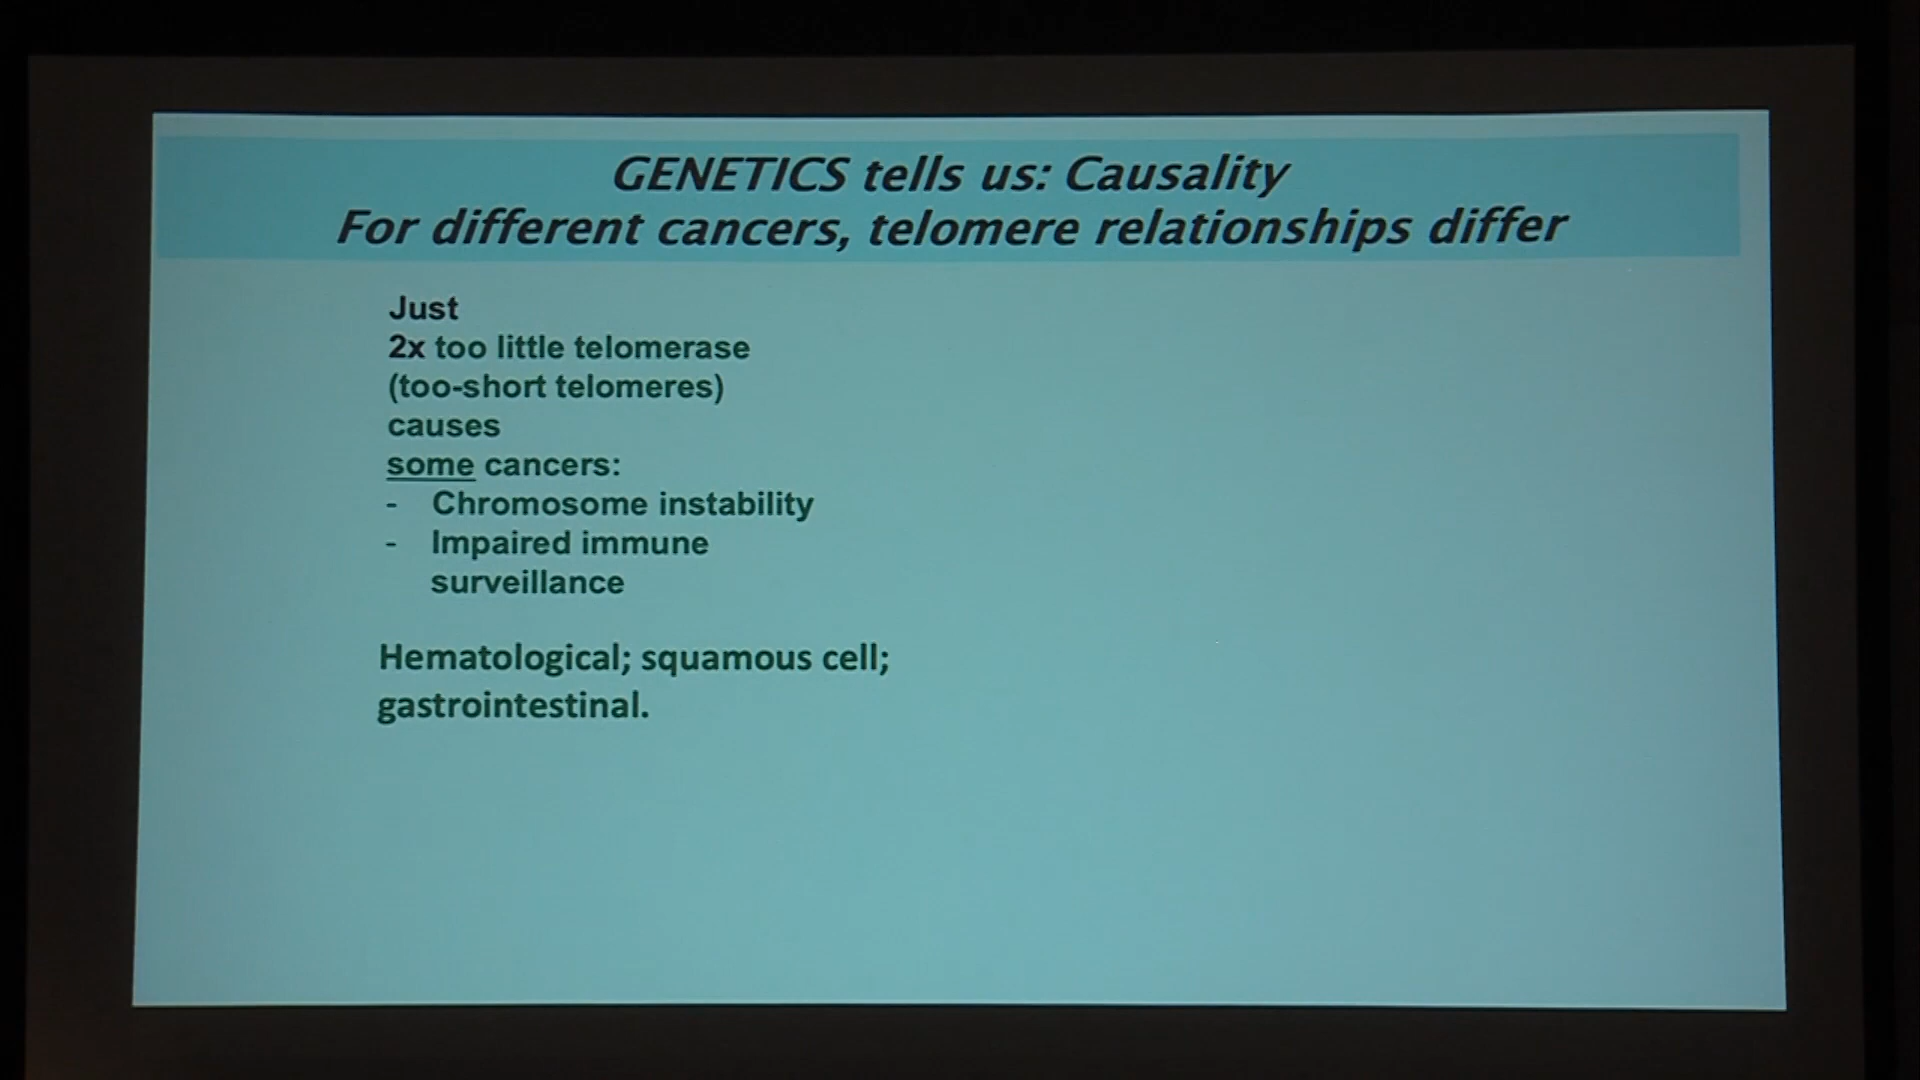 GENETICS tells us: Causality
For different cancers, telomere relationships differ
Just
2x too little telomerase
(too-short telomeres)
causes
some cancers:
- Chromosome instability
- Impaired immune
surveillance
Hematological; squamous cell;
gastrointestinal.